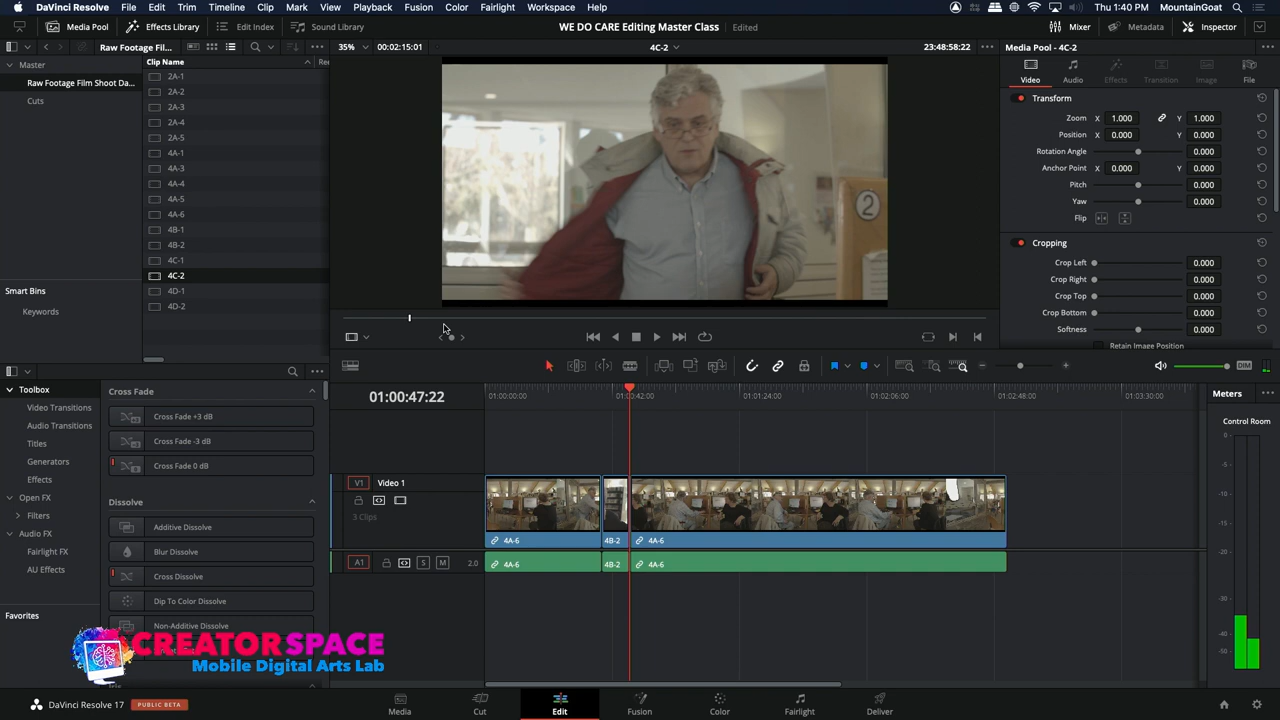 DaVinci Resolve File Edit Trim Timeline Clip Mark View Playback Fusion Color Fairlight Workspace Help Thu 1:40 PM MountainGoat
Media Pool Effects Library Edit Index Sound Library WE DO CARE Editing Master Class Edited Mixer Metadata Inspector
Raw Footage Fil... 35% 00:02:15:01 4C-2 23:48:58:22 Media Pool - 4C-2
Master
Raw Footage Film Shoot Da...
Cuts
Smart Bins
Keywords
Clip Name
2A-1
2A-2
2A-3
2A-4
2A-5
4A-1
4A-3
4A-4
4A-5
4A-6
4B-1
4B-2
4C-1
4C-2
4D-1
4D-2
2
Video Audio Effects Transition Image File
Transform
Zoom X 1.000 Y 1.000
Position X 0.000 Y 0.000
Rotation Angle 0.000
Anchor Point X 0.000 Y 0.000
Pitch 0.000
Yaw 0.000
Flip
Cropping
Crop Left 0.000
Crop Right 0.000
Crop Top 0.000
Crop Bottom 0.000
Softness 0.000
Retain Image Position
DIM
Toolbox
Video Transitions
Audio Transitions
Titles
Generators
Effects
Open FX
Filters
Audio FX
Fairlight FX
AU Effects
Favorites
Cross Fade
Cross Fade +3 dB
Cross Fade -3 dB
Cross Fade 0 dB
Dissolve
Additive Dissolve
Blur Dissolve
Cross Dissolve
Dip To Color Dissolve
Non-Additive Dissolve
01:00:47:22 01:00:00:00 01:00:42:00 01:01:24:00 01:02:06:00 01:02:48:00 01:03:30:00
V1 Video 1
3 Clips
4A-6 4B-2 4A-6
A1 S M 2.0 4A-6 4B-2 4A-6
Meters
Control Room
0
-5
-10
-15
-20
-30
-40
-50
CREATORSPACE
Mobile Digital Arts Lab
DaVinci Resolve 17 PUBLIC BETA Media Cut Edit Fusion Color Fairlight Deliver